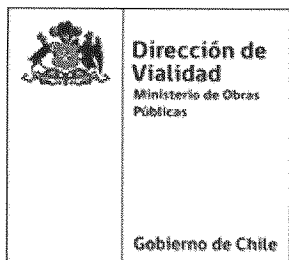 Dirección de
Vialidad
Ministerio de Obras
Públicas
Gobierno de Chile